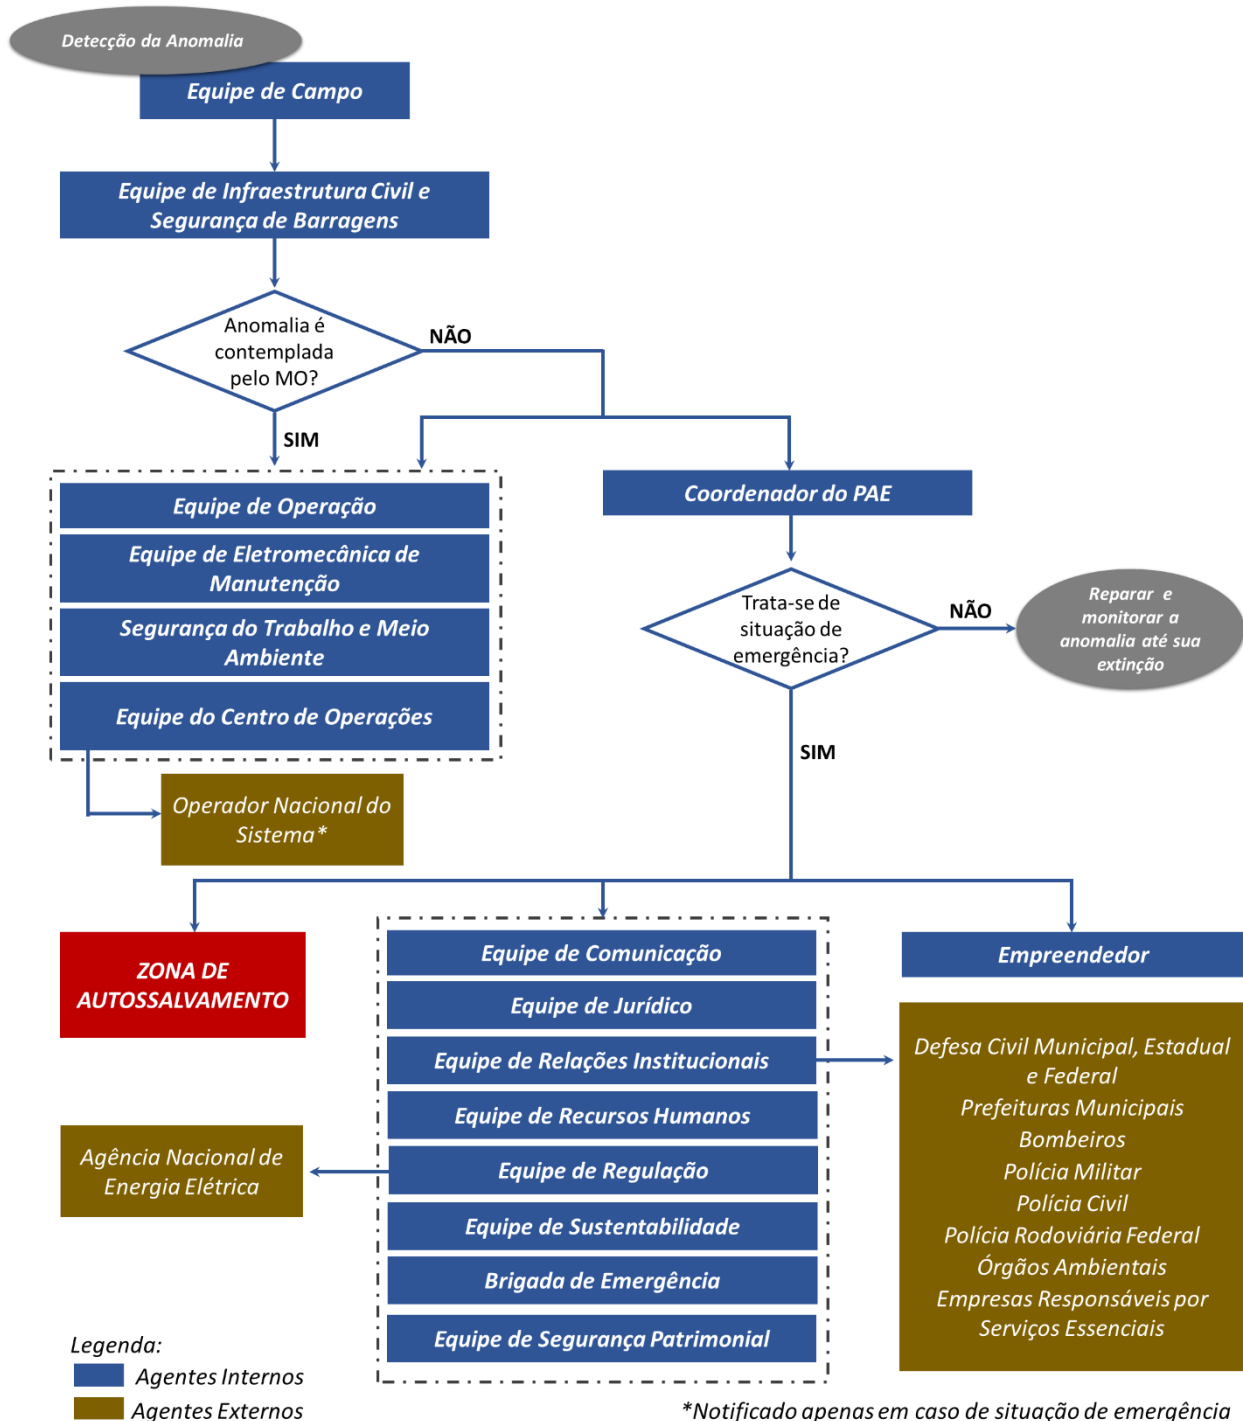 Detecção da Anomalia
Equipe de Campo
Equipe de Infraestrutura Civil e
Segurança de Barragens
Anomalia é
contemplada
pelo MO?
NÃO
SIM
Equipe de Operação
Equipe de Eletromecânica de
Manutenção
Segurança do Trabalho e Meio
Ambiente
Equipe do Centro de Operações
Operador Nacional do
Sistema*
Coordenador do PAE
Trata-se de
situação de
emergência?
NÃO
Reparar e
monitorar a
anomalia até sua
extinção
SIM
ZONA DE
AUTOSSALVAMENTO
Equipe de Comunicação
Equipe de Jurídico
Equipe de Relações Institucionais
Equipe de Recursos Humanos
Equipe de Regulação
Equipe de Sustentabilidade
Brigada de Emergência
Equipe de Segurança Patrimonial
Agência Nacional de
Energia Elétrica
Empreendedor
Defesa Civil Municipal, Estadual
e Federal
Prefeituras Municipais
Bombeiros
Polícia Militar
Polícia Civil
Polícia Rodoviária Federal
Órgãos Ambientais
Empresas Responsáveis por
Serviços Essenciais
Legenda:
Agentes Internos
Agentes Externos
*Notificado apenas em caso de situação de emergência